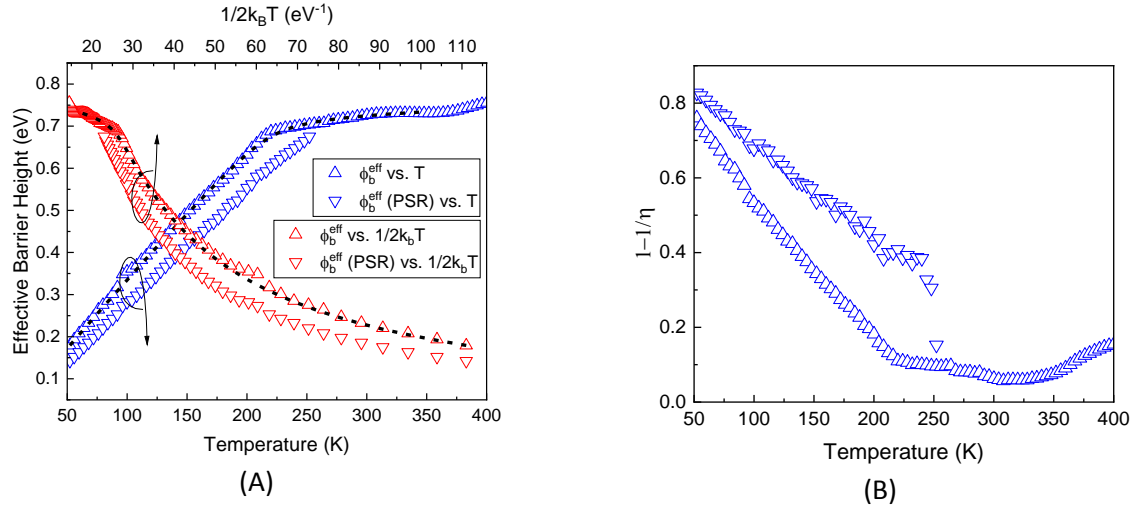 1/2k_BT (eV⁻¹)
20 30 40 50 60 70 80 90 100 110
0.8
0.7
0.6
0.5
0.4
0.3
0.2
0.1
Effective Barrier Height (eV)
ϕ_b^eff vs. T
ϕ_b^eff (PSR) vs. T
ϕ_b^eff vs. 1/2k_bT
ϕ_b^eff (PSR) vs. 1/2k_bT
50 100 150 200 250 300 350 400
Temperature (K)
(A)
1.0
0.8
0.6
0.4
0.2
0.0
1−1/η
50 100 150 200 250 300 350 400
Temperature (K)
(B)